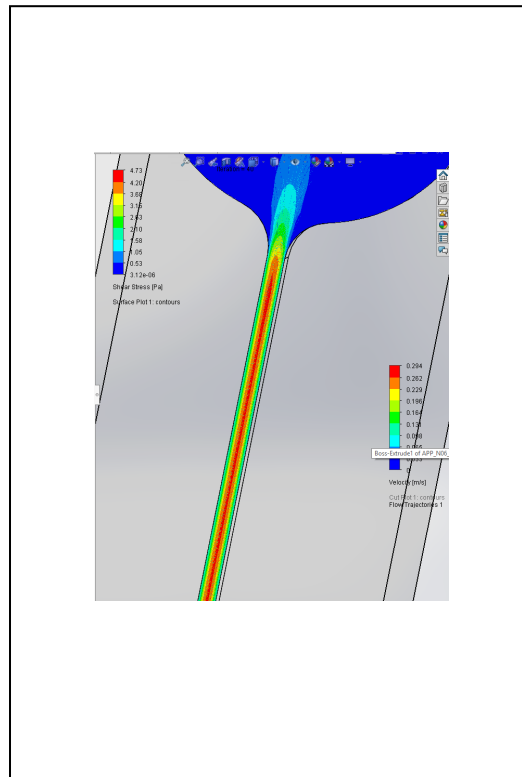 4.73
4.20
3.68
3.15
2.63
2.10
1.58
1.05
0.53
3.12e-06
Shear Stress [Pa]
Surface Plot 1: contours
0.294
0.262
0.229
0.196
0.164
0.131
0.098
0
Boss-Extrude1 of APP_N06_
Velocity [m/s]
Cut Plot 1: contours
Flow Trajectories 1